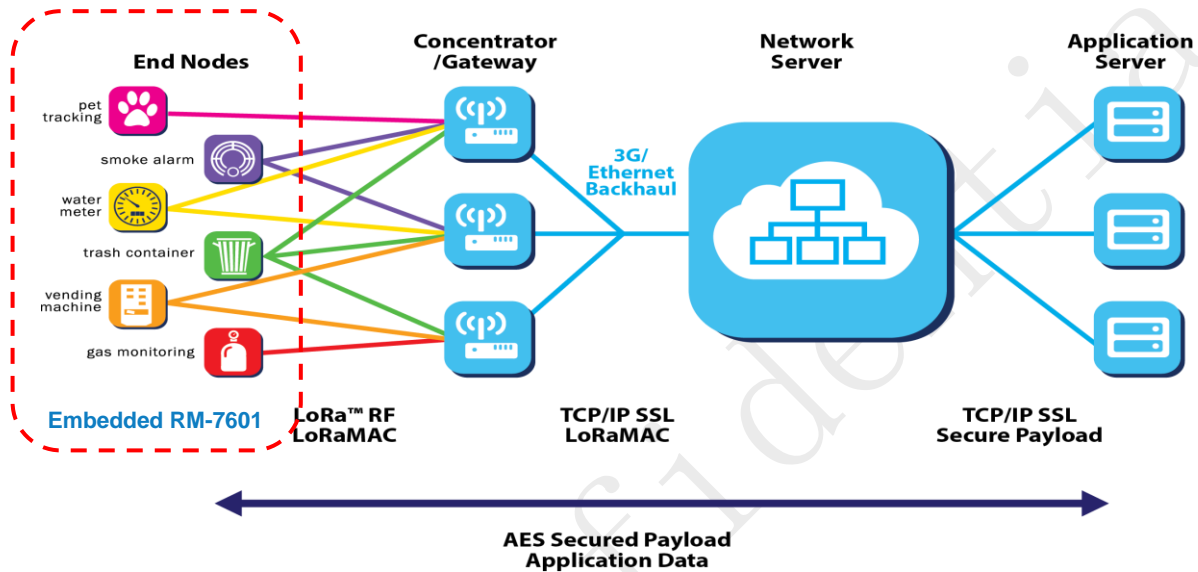 End Nodes
Concentrator
/Gateway
Network
Server
Application
Server
pet
tracking
smoke alarm
water
meter
trash container
vending
machine
gas monitoring
3G/
Ethernet
Backhaul
Embedded RM-7601
LoRa™ RF
LoRaMAC
TCP/IP SSL
LoRaMAC
TCP/IP SSL
Secure Payload
AES Secured Payload
Application Data
fidentia